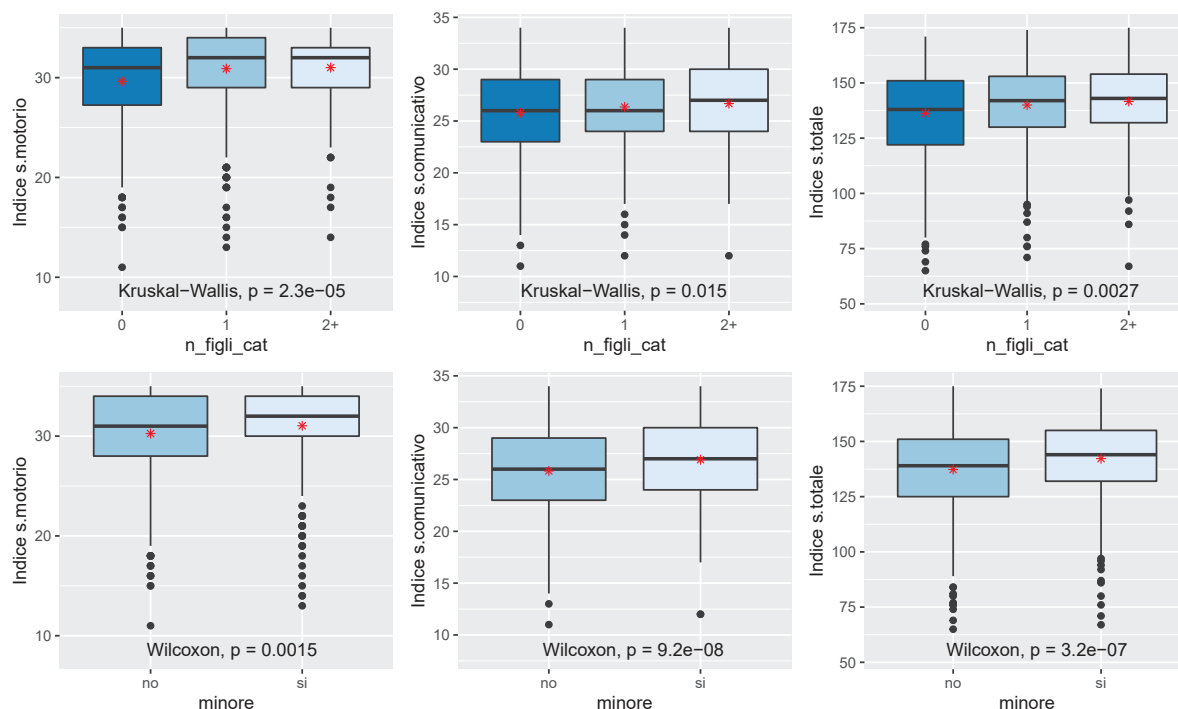 Indice s.motorio
30
20
10
Kruskal−Wallis, p = 2.3e−05
0 1 2+
n_figli_cat
Indice s.comunicativo
35
30
25
20
15
10
Kruskal−Wallis, p = 0.015
0 1 2+
n_figli_cat
Indice s.totale
175
150
125
100
75
50
Kruskal−Wallis, p = 0.0027
0 1 2+
n_figli_cat
Indice s.motorio
30
20
10
Wilcoxon, p = 0.0015
no si
minore
Indice s.comunicativo
35
30
25
20
15
10
Wilcoxon, p = 9.2e−08
no si
minore
Indice s.totale
175
150
125
100
75
50
Wilcoxon, p = 3.2e−07
no si
minore